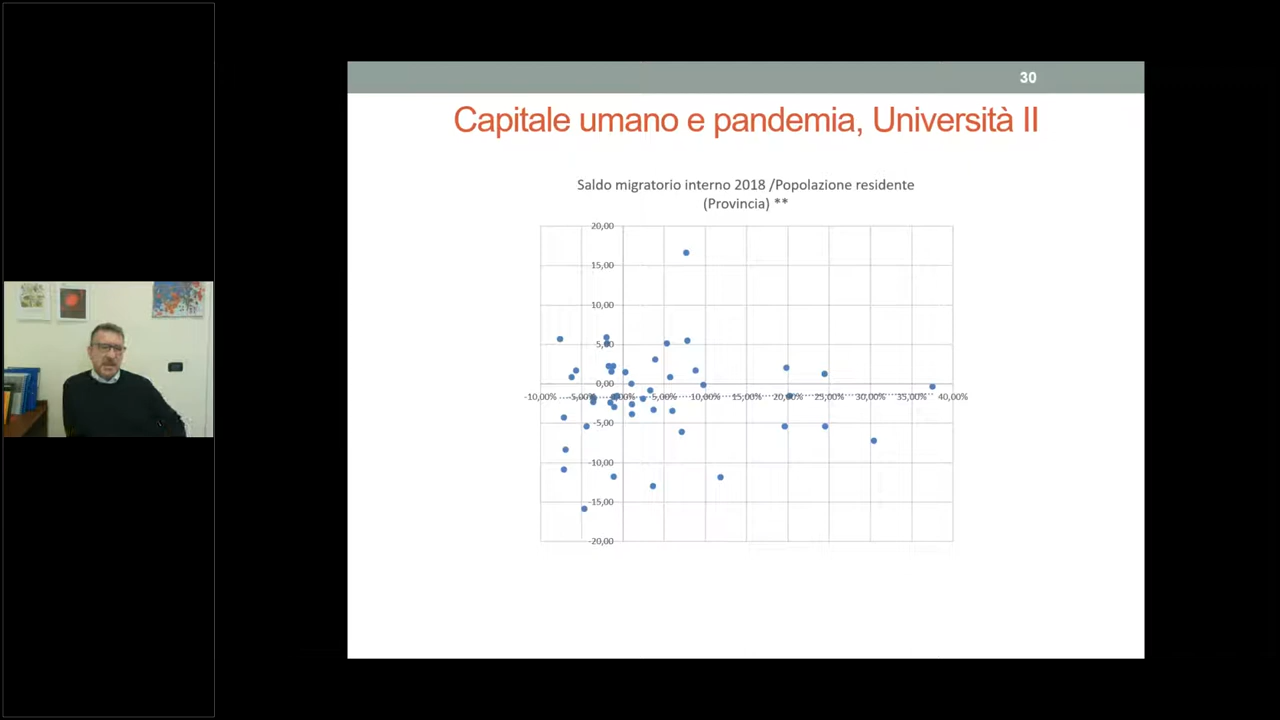 30
Capitale umano e pandemia, Università II
Saldo migratorio interno 2018 /Popolazione residente
(Provincia) **
20,00
15,00
10,00
5,00
0,00
-10,00% -5,00% 0,00% 5,00% 10,00% 15,00% 20,00% 25,00% 30,00% 35,00% 40,00%
-5,00
-10,00
-15,00
-20,00